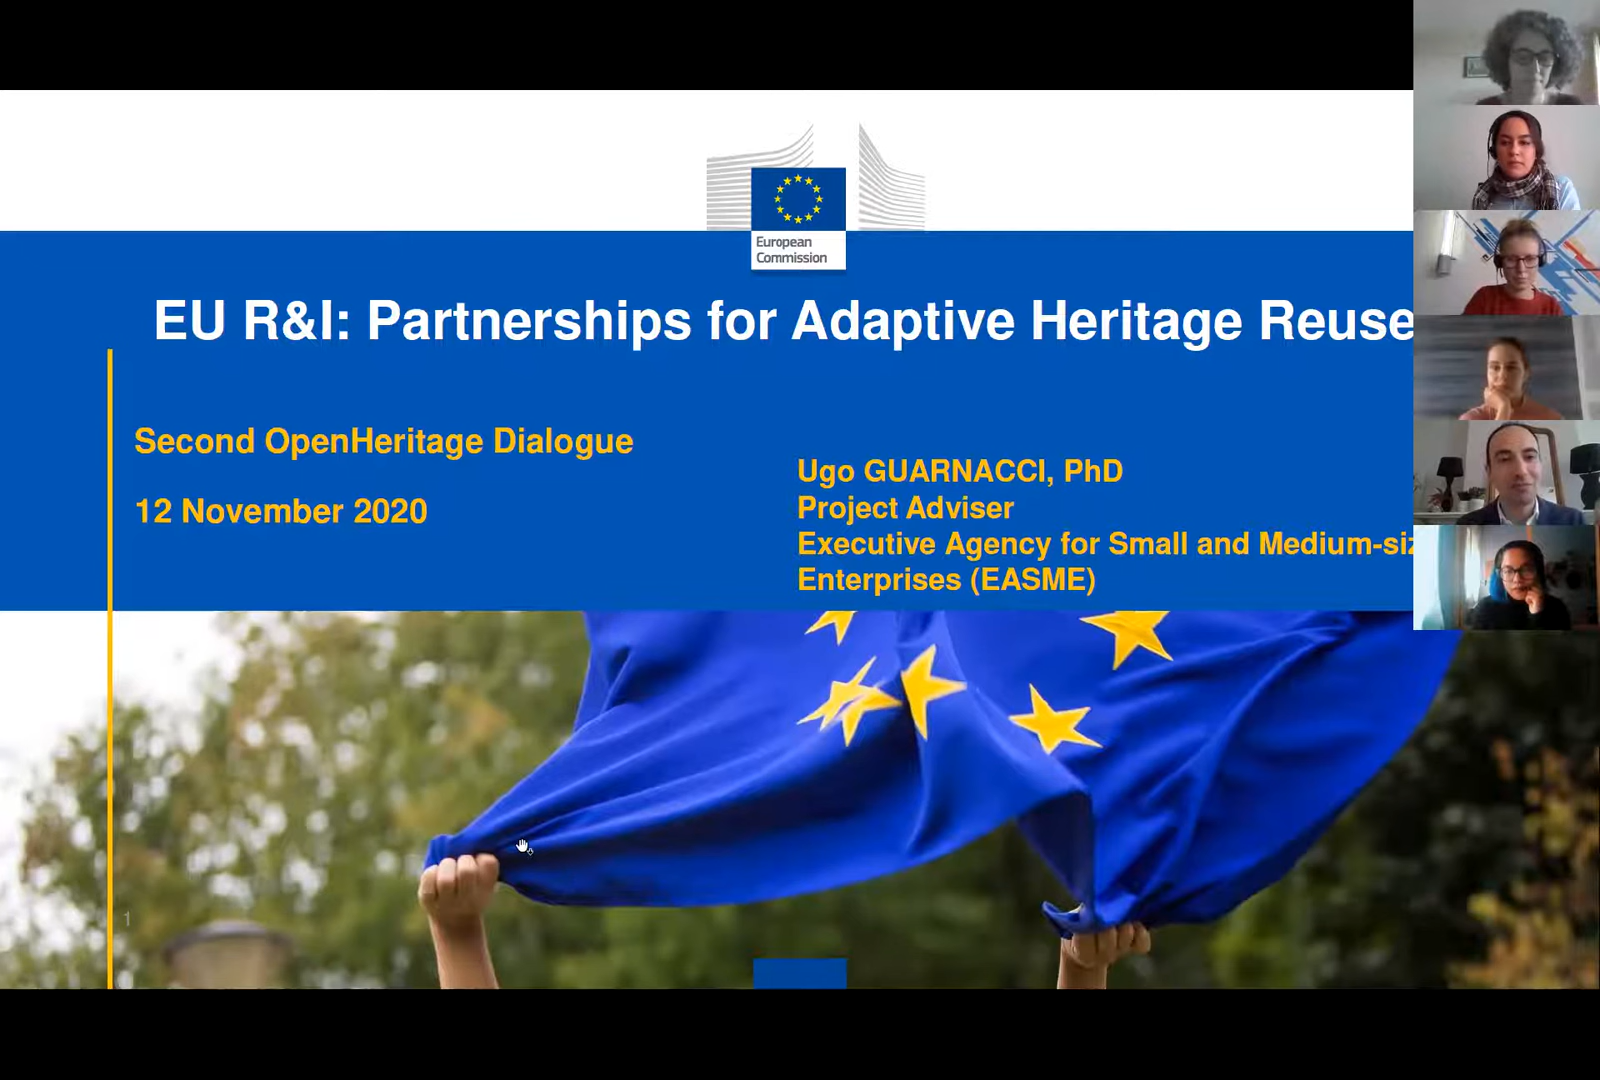 European
Commission
EU R&I: Partnerships for Adaptive Heritage Reuse
Second OpenHeritage Dialogue
12 November 2020
Ugo GUARNACCI, PhD
Project Adviser
Executive Agency for Small and Medium-siz
Enterprises (EASME)
1